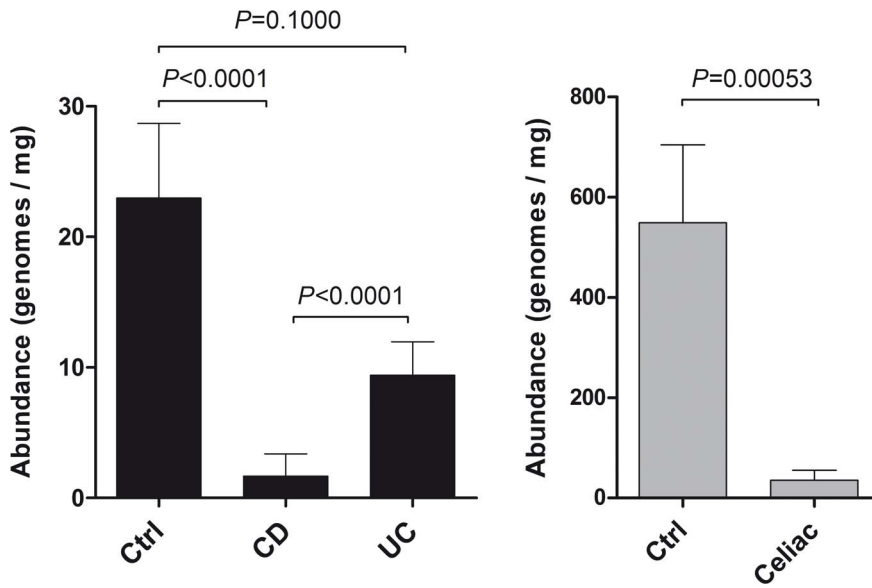 P=0.1000
P<0.0001
P<0.0001
Abundance (genomes / mg)
30
20
10
0
Ctrl
CD
UC
P=0.00053
Abundance (genomes / mg)
800
600
400
200
0
Ctrl
Celiac